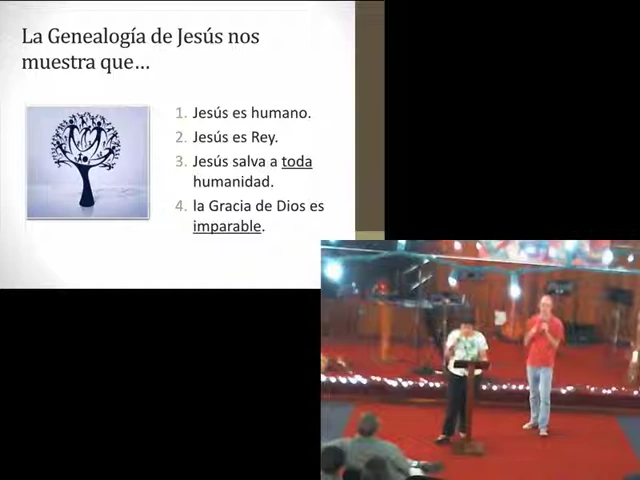 La Genealogía de Jesús nos
muestra que…
1. Jesús es humano.
2. Jesús es Rey.
3. Jesús salva a toda
humanidad.
4. la Gracia de Dios es
imparable.